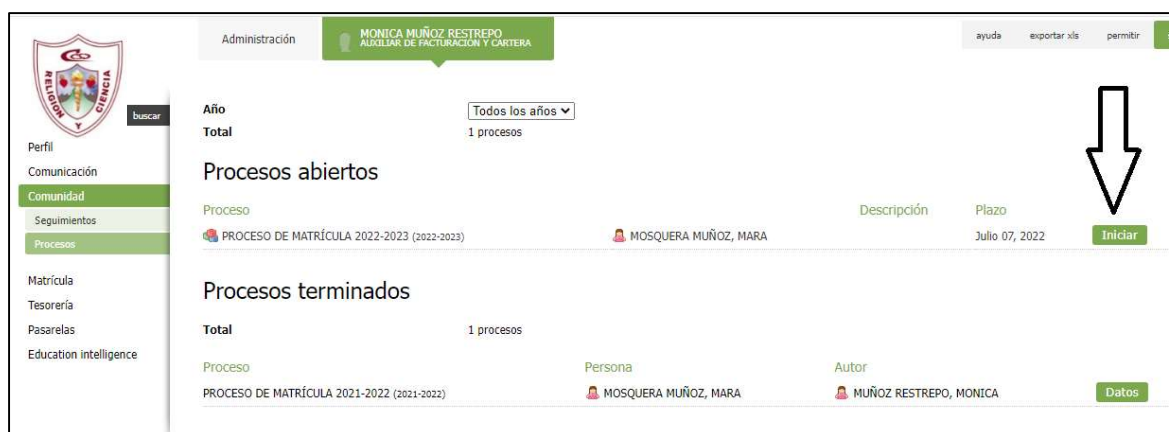 Administración
MONICA MUÑOZ RESTREPO
AUXILIAR DE FACTURACIÓN Y CARTERA
ayuda exportar xls permitir
RELIGION Y CIENCIA
buscar
Perfil
Comunicación
Comunidad
Seguimientos
Procesos
Matrícula
Tesorería
Pasarelas
Education intelligence
Año Todos los años
Total 1 procesos
Procesos abiertos
Proceso Descripción Plazo
PROCESO DE MATRÍCULA 2022-2023 (2022-2023) MOSQUERA MUÑOZ, MARA Julio 07, 2022 Iniciar
Procesos terminados
Total 1 procesos
Proceso Persona Autor
PROCESO DE MATRÍCULA 2021-2022 (2021-2022) MOSQUERA MUÑOZ, MARA MUÑOZ RESTREPO, MONICA Datos